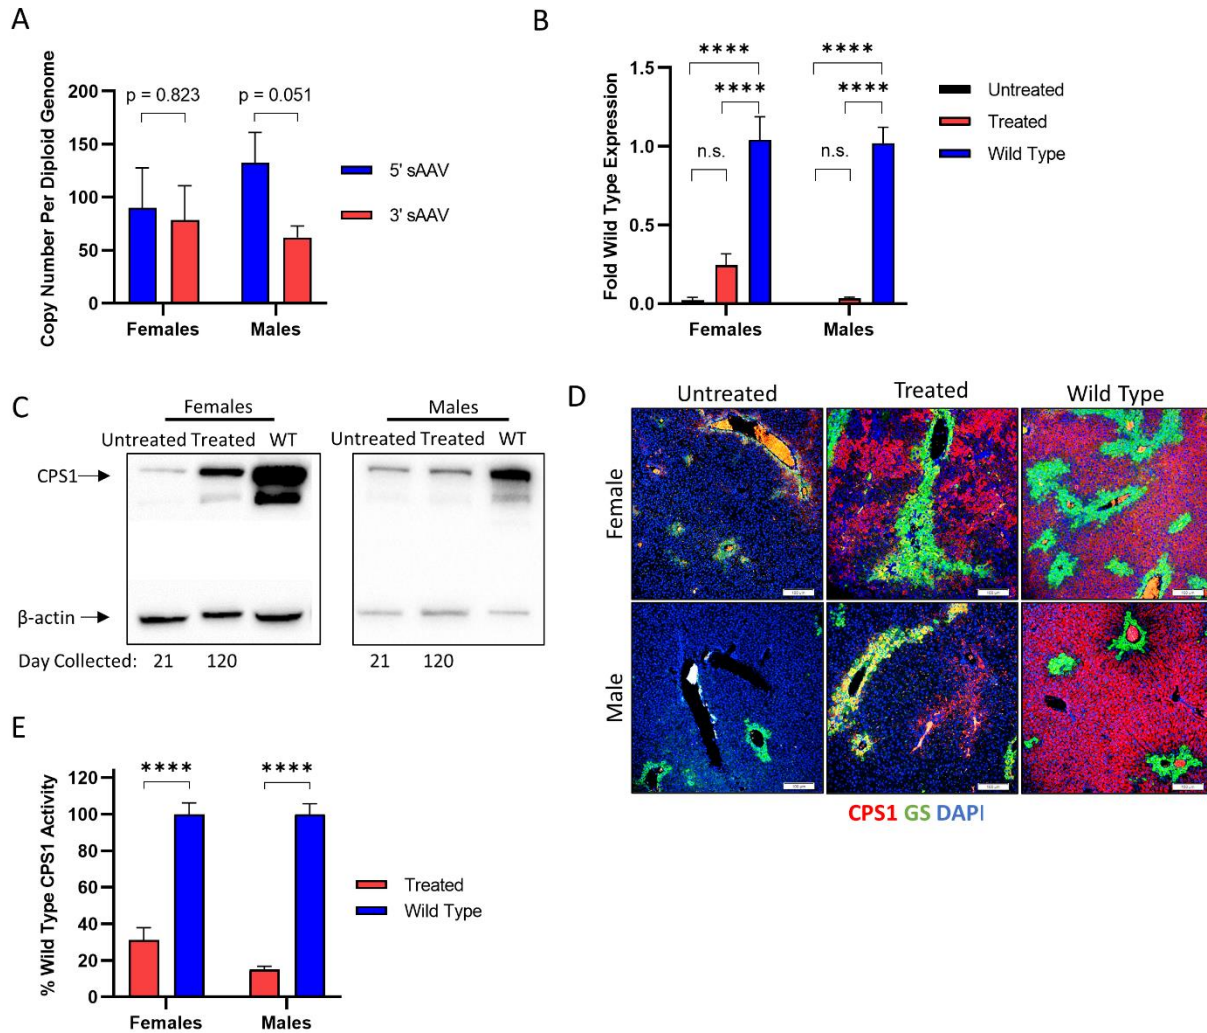 A
Copy Number Per Diploid Genome
200
150
100
50
0
p = 0.823
p = 0.051
Females
Males
5' sAAV
3' sAAV
B
Fold Wild Type Expression
1.5
1.0
0.5
0.0
****
****
****
****
n.s.
n.s.
Females
Males
Untreated
Treated
Wild Type
C
Females
Males
Untreated Treated WT
Untreated Treated WT
CPS1
β-actin
Day Collected: 21 120
21 120
D
Untreated
Treated
Wild Type
Female
Male
CPS1 GS DAPI
E
% Wild Type CPS1 Activity
120
100
80
60
40
20
0
****
****
Females
Males
Treated
Wild Type